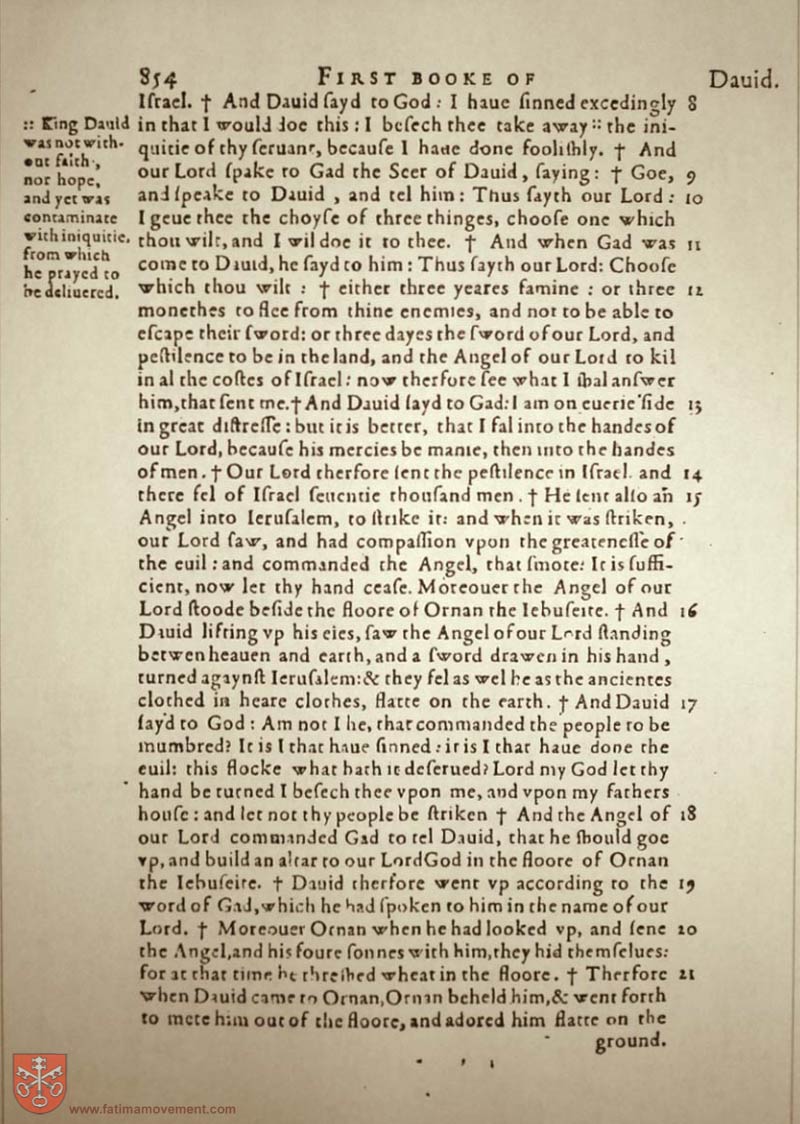 854 FIRST BOOKE OF Dauid.
Iſrael. † And Dauid ſayd to God: I haue ſinned excedingly 8
in that I would doe this: I beſech thee take away :: the ini-
quitie of thy ſeruant, becauſe I haue done fooliſhly. † And
our Lord ſpake to Gad the Seer of Dauid, ſaying: † Goe, 9
and ſpeake to Dauid, and tel him: Thus ſayth our Lord: 10
I geue thee the choyſe of three thinges, chooſe one which
thou wilt, and I wil doe it to thee. † And when Gad was 11
come to Dauid, he ſayd to him: Thus ſayth our Lord: Chooſe
which thou wilt: † either three yeares famine: or three 12
monethes to flee from thine enemies, and not to be able to
eſcape their ſword: or three dayes the ſword of our Lord, and
peſtilence to be in the land, and the Angel of our Lord to kil
in al the coſtes of Iſrael: now therfore ſee what I ſhal anſwer
him, that ſent me. † And Dauid ſayd to Gad: I am on euerie ſide 13
in great diſtreſſe: but it is better, that I fal into the handes of
our Lord, becauſe his mercies be manie, then into the handes
of men. † Our Lord therfore ſent the peſtilence in Iſrael. and 14
there fel of Iſrael ſeuentie thouſand men. † He ſent alſo an 15
Angel into Ieruſalem, to ſtrike it: and when it was ſtriken,
our Lord ſaw, and had compaſſion vpon the greateneſſe of
the euil: and commanded the Angel, that ſmote: It is ſuffi-
cient, now let thy hand ceaſe. Moreouer the Angel of our
Lord ſtoode beſide the floore of Ornan the Iebuſeite. † And 16
Dauid lifting vp his eies, ſaw the Angel of our Lord ſtanding
betwen heauen and earth, and a ſword drawen in his hand,
turned agaynſt Ieruſalem: & they fel as wel he as the ancientes
clothed in heare clothes, flatte on the earth. † And Dauid 17
ſayd to God: Am not I he, that commanded the people to be
mumbred? It is I that haue ſinned: it is I that haue done the
euil: this flocke what hath it deſerued? Lord my God let thy
hand be turned I beſech thee vpon me, and vpon my fathers
houſe: and let not thy people be ſtriken † And the Angel of 18
our Lord commanded Gad to tel Dauid, that he ſhould goe
vp, and build an altar to our Lord God in the floore of Ornan
the Iebuſeite. † Dauid therfore went vp according to the 19
word of Gad, which he had ſpoken to him in the name of our
Lord. † Moreouer Ornan when he had looked vp, and ſene 20
the Angel, and his foure ſonnes with him, they hid themſelues:
for at that time he threſhed wheat in the floore. † Therfore 21
when Dauid came to Ornan, Ornan beheld him, & went forth
to mete him out of the floore, and adored him flatte on the
ground.
:: King Dauid
was not with-
out faith,
nor hope,
and yet was
contaminate
with iniquitie,
from which
he prayed to
be deliuered.
www.fatimamovement.com